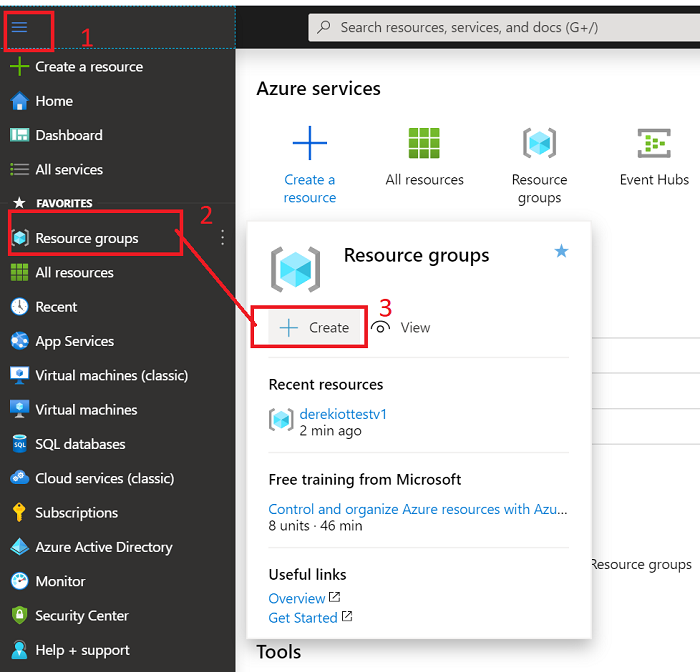 1
Search resources, services, and docs (G+/)
Create a resource
Home
Dashboard
All services
FAVORITES
2
Resource groups
All resources
Recent
App Services
Virtual machines (classic)
Virtual machines
SQL
SQL databases
Cloud services (classic)
Subscriptions
Azure Active Directory
Monitor
Security Center
Help + support
Azure services
Create a
resource
All resources
Resource
groups
Event Hubs
Resource groups
3
Create
View
Recent resources
derekiottestv1
2 min ago
Free training from Microsoft
Control and organize Azure resources with Azu...
8 units · 46 min
Useful links
Overview
Get Started
Resource groups
Tools